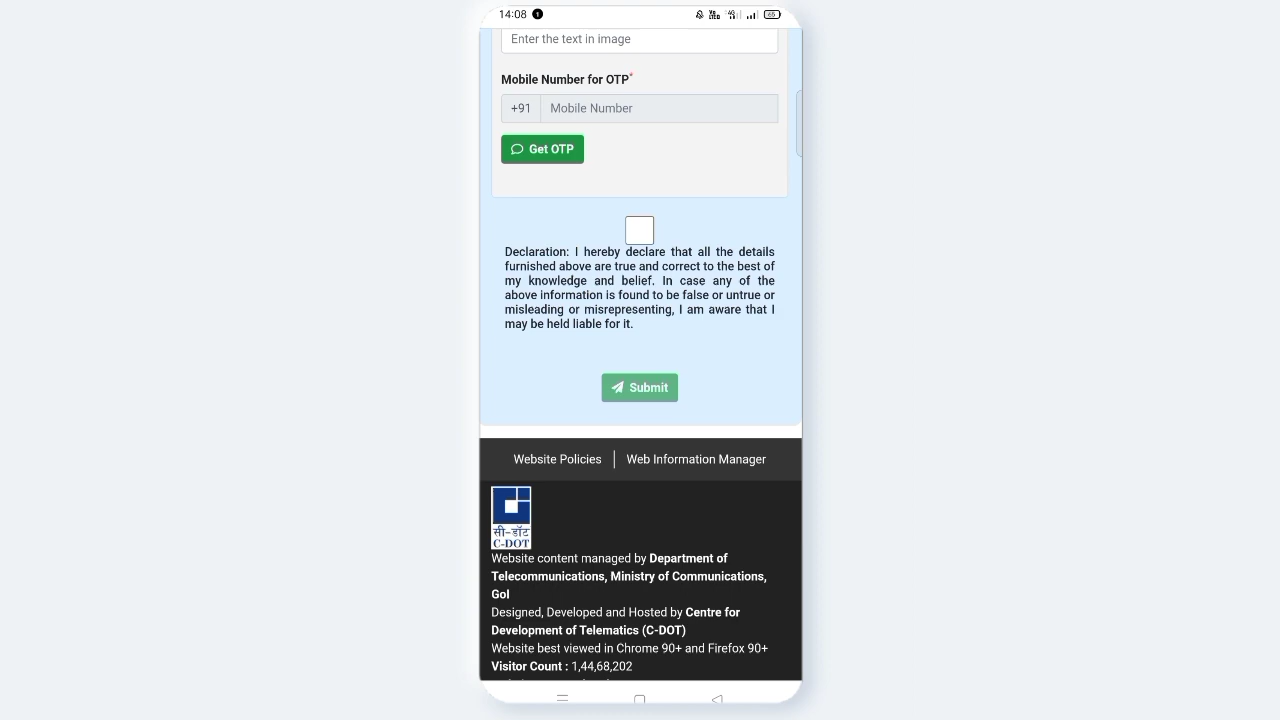 14:08
Enter the text in image
Mobile Number for OTP*
+91 Mobile Number
Get OTP
Declaration: I hereby declare that all the details
furnished above are true and correct to the best of
my knowledge and belief. In case any of the
above information is found to be false or untrue or
misleading or misrepresenting, I am aware that I
may be held liable for it.
Submit
Website Policies
Web Information Manager
सी-डॉट
C-DOT
Website content managed by Department of
Telecommunications, Ministry of Communications,
GoI
Designed, Developed and Hosted by Centre for
Development of Telematics (C-DOT)
Website best viewed in Chrome 90+ and Firefox 90+
Visitor Count : 1,44,68,202